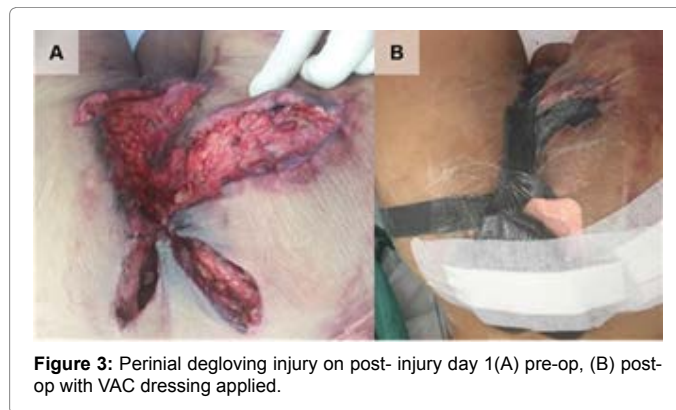 A
B
Figure 3: Perinial degloving injury on post- injury day 1(A) pre-op, (B) post-
op with VAC dressing applied.